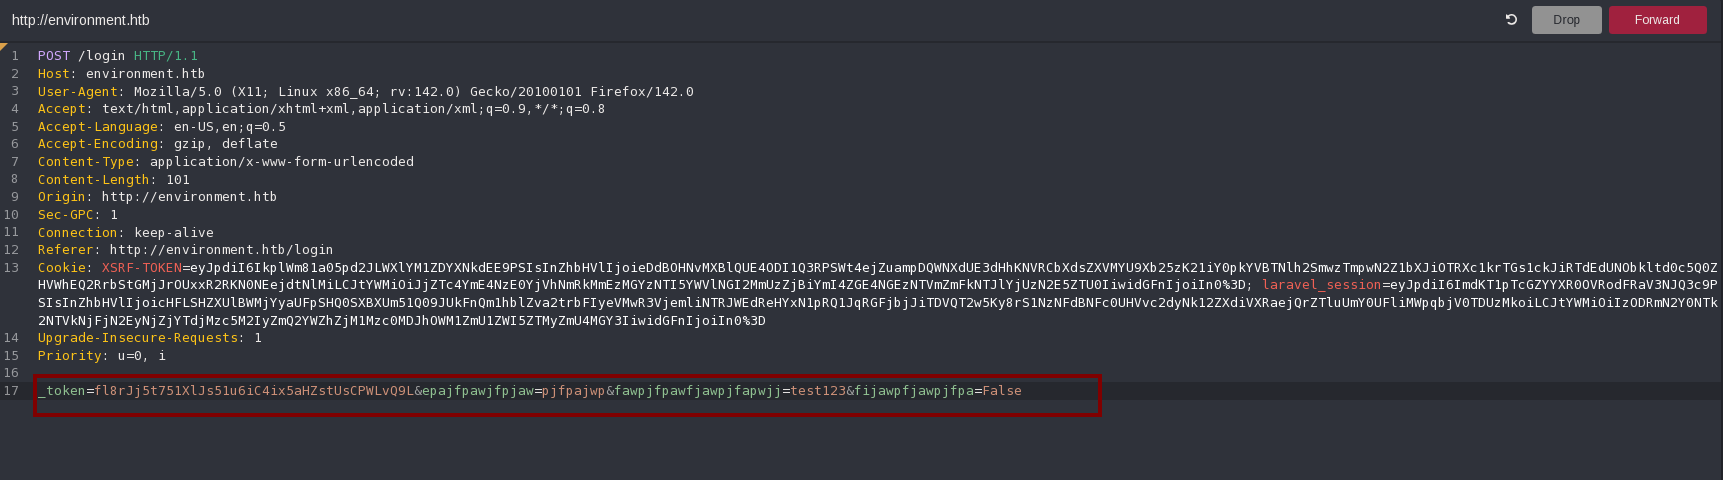 http://environment.htb
Drop
Forward
1 POST /login HTTP/1.1
2 Host: environment.htb
3 User-Agent: Mozilla/5.0 (X11; Linux x86_64; rv:142.0) Gecko/20100101 Firefox/142.0
4 Accept: text/html,application/xhtml+xml,application/xml;q=0.9,*/*;q=0.8
5 Accept-Language: en-US,en;q=0.5
6 Accept-Encoding: gzip, deflate
7 Content-Type: application/x-www-form-urlencoded
8 Content-Length: 101
9 Origin: http://environment.htb
10 Sec-GPC: 1
11 Connection: keep-alive
12 Referer: http://environment.htb/login
13 Cookie: XSRF-TOKEN=eyJpdiI6IkplWm81a05pd2JLWXlYM1ZDYXNkdEE9PSIsInZhbHVlIjoieDdBOHNvMXBlQUE4ODI1Q3RPSWt4ejZuampDQWNXdUE3dHhKNVRCbXdsZXVMYU9Xb25zK21iY0pkYVBTNlh2SmwzTmpwN2Z1bXJiOTRXc1krTGs1ckJiRTdEdUNObkltd0c5Q0Z
HVWhEQ2RrbStGMjJrOUxxR2RKN0NEejdtNlMiLCJtYWMiOiJjZTc4YmE4NzE0YjVhNmRkMmEzMGYzNTI5YWVlNGI2MmUzZjBiYmI4ZGE4NGEzNTVmZmFkNTJlYjUzN2E5ZTU0IiwidGFnIjoiIn0%3D; laravel_session=eyJpdiI6ImdKT1pTcGZYYXR0OVRodFRaV3NJQ3c9P
SIsInZhbHVlIjoicHFLSHZXUlBWMjYyaUFpSHQ0SXBXUm51Q09JUkFnQm1hblZva2trbFIyeVMwR3VjemliNTRJWEdReHYxN1pRQ1JqRGFjbjJiTDVQT2w5Ky8rS1NzNFdBNFc0UHVvc2dyNk12ZXdiVXRaejQrZTluUmY0UFliMWpqbjV0TDUzMkoiLCJtYWMiOiIzODRmN2Y0NTk
2NTVkNjFjN2EyNjZjYTdjMzc5M2IyZmQ2YWZhZjM1Mzc0MDJhOWM1ZmU1ZWI5ZTMyZmU4MGY3IiwidGFnIjoiIn0%3D
14 Upgrade-Insecure-Requests: 1
15 Priority: u=0, i
16
17 _token=fl8rJj5t751XlJs51u6iC4ix5aHZstUsCPWLvQ9L&epajfpawjfpjaw=pjfpajwp&fawpjfpawfjawpjfapwjj=test123&fijawpfjawpjfpa=False